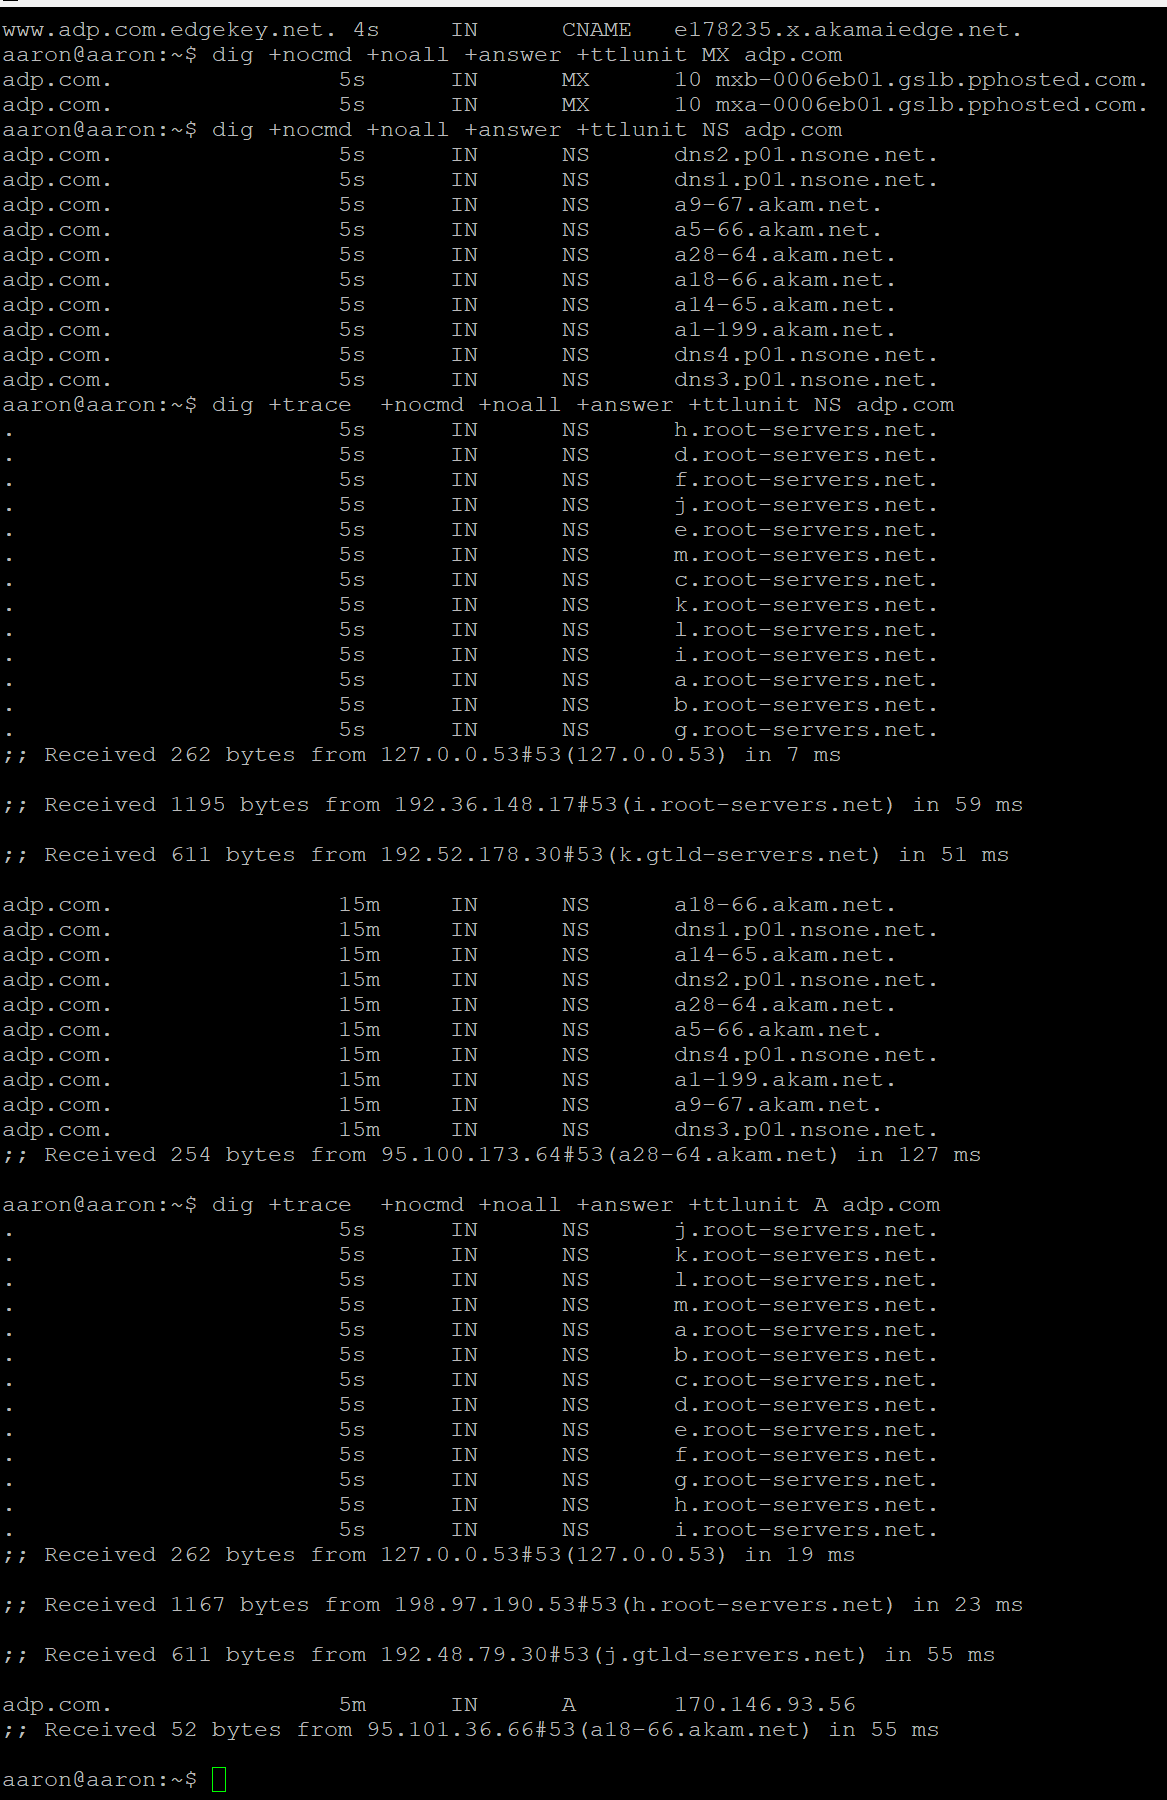 www.adp.com.edgekey.net. 4s     IN      CNAME   e178235.x.akamaiedge.net.
aaron@aaron:~$ dig +nocmd +noall +answer +ttlunit MX adp.com
adp.com.                5s      IN      MX      10 mxb-0006eb01.gslb.pphosted.com.
adp.com.                5s      IN      MX      10 mxa-0006eb01.gslb.pphosted.com.
aaron@aaron:~$ dig +nocmd +noall +answer +ttlunit NS adp.com
adp.com.                5s      IN      NS      dns2.p01.nsone.net.
adp.com.                5s      IN      NS      dns1.p01.nsone.net.
adp.com.                5s      IN      NS      a9-67.akam.net.
adp.com.                5s      IN      NS      a5-66.akam.net.
adp.com.                5s      IN      NS      a28-64.akam.net.
adp.com.                5s      IN      NS      a18-66.akam.net.
adp.com.                5s      IN      NS      a14-65.akam.net.
adp.com.                5s      IN      NS      a1-199.akam.net.
adp.com.                5s      IN      NS      dns4.p01.nsone.net.
adp.com.                5s      IN      NS      dns3.p01.nsone.net.
aaron@aaron:~$ dig +trace  +nocmd +noall +answer +ttlunit NS adp.com
.                       5s      IN      NS      h.root-servers.net.
.                       5s      IN      NS      d.root-servers.net.
.                       5s      IN      NS      f.root-servers.net.
.                       5s      IN      NS      j.root-servers.net.
.                       5s      IN      NS      e.root-servers.net.
.                       5s      IN      NS      m.root-servers.net.
.                       5s      IN      NS      c.root-servers.net.
.                       5s      IN      NS      k.root-servers.net.
.                       5s      IN      NS      l.root-servers.net.
.                       5s      IN      NS      i.root-servers.net.
.                       5s      IN      NS      a.root-servers.net.
.                       5s      IN      NS      b.root-servers.net.
.                       5s      IN      NS      g.root-servers.net.
;; Received 262 bytes from 127.0.0.53#53(127.0.0.53) in 7 ms
;; Received 1195 bytes from 192.36.148.17#53(i.root-servers.net) in 59 ms
;; Received 611 bytes from 192.52.178.30#53(k.gtld-servers.net) in 51 ms
adp.com.                15m     IN      NS      a18-66.akam.net.
adp.com.                15m     IN      NS      dns1.p01.nsone.net.
adp.com.                15m     IN      NS      a14-65.akam.net.
adp.com.                15m     IN      NS      dns2.p01.nsone.net.
adp.com.                15m     IN      NS      a28-64.akam.net.
adp.com.                15m     IN      NS      a5-66.akam.net.
adp.com.                15m     IN      NS      dns4.p01.nsone.net.
adp.com.                15m     IN      NS      a1-199.akam.net.
adp.com.                15m     IN      NS      a9-67.akam.net.
adp.com.                15m     IN      NS      dns3.p01.nsone.net.
;; Received 254 bytes from 95.100.173.64#53(a28-64.akam.net) in 127 ms
aaron@aaron:~$ dig +trace  +nocmd +noall +answer +ttlunit A adp.com
.                       5s      IN      NS      j.root-servers.net.
.                       5s      IN      NS      k.root-servers.net.
.                       5s      IN      NS      l.root-servers.net.
.                       5s      IN      NS      m.root-servers.net.
.                       5s      IN      NS      a.root-servers.net.
.                       5s      IN      NS      b.root-servers.net.
.                       5s      IN      NS      c.root-servers.net.
.                       5s      IN      NS      d.root-servers.net.
.                       5s      IN      NS      e.root-servers.net.
.                       5s      IN      NS      f.root-servers.net.
.                       5s      IN      NS      g.root-servers.net.
.                       5s      IN      NS      h.root-servers.net.
.                       5s      IN      NS      i.root-servers.net.
;; Received 262 bytes from 127.0.0.53#53(127.0.0.53) in 19 ms
;; Received 1167 bytes from 198.97.190.53#53(h.root-servers.net) in 23 ms
;; Received 611 bytes from 192.48.79.30#53(j.gtld-servers.net) in 55 ms
adp.com.                5m      IN      A       170.146.93.56
;; Received 52 bytes from 95.101.36.66#53(a18-66.akam.net) in 55 ms
aaron@aaron:~$